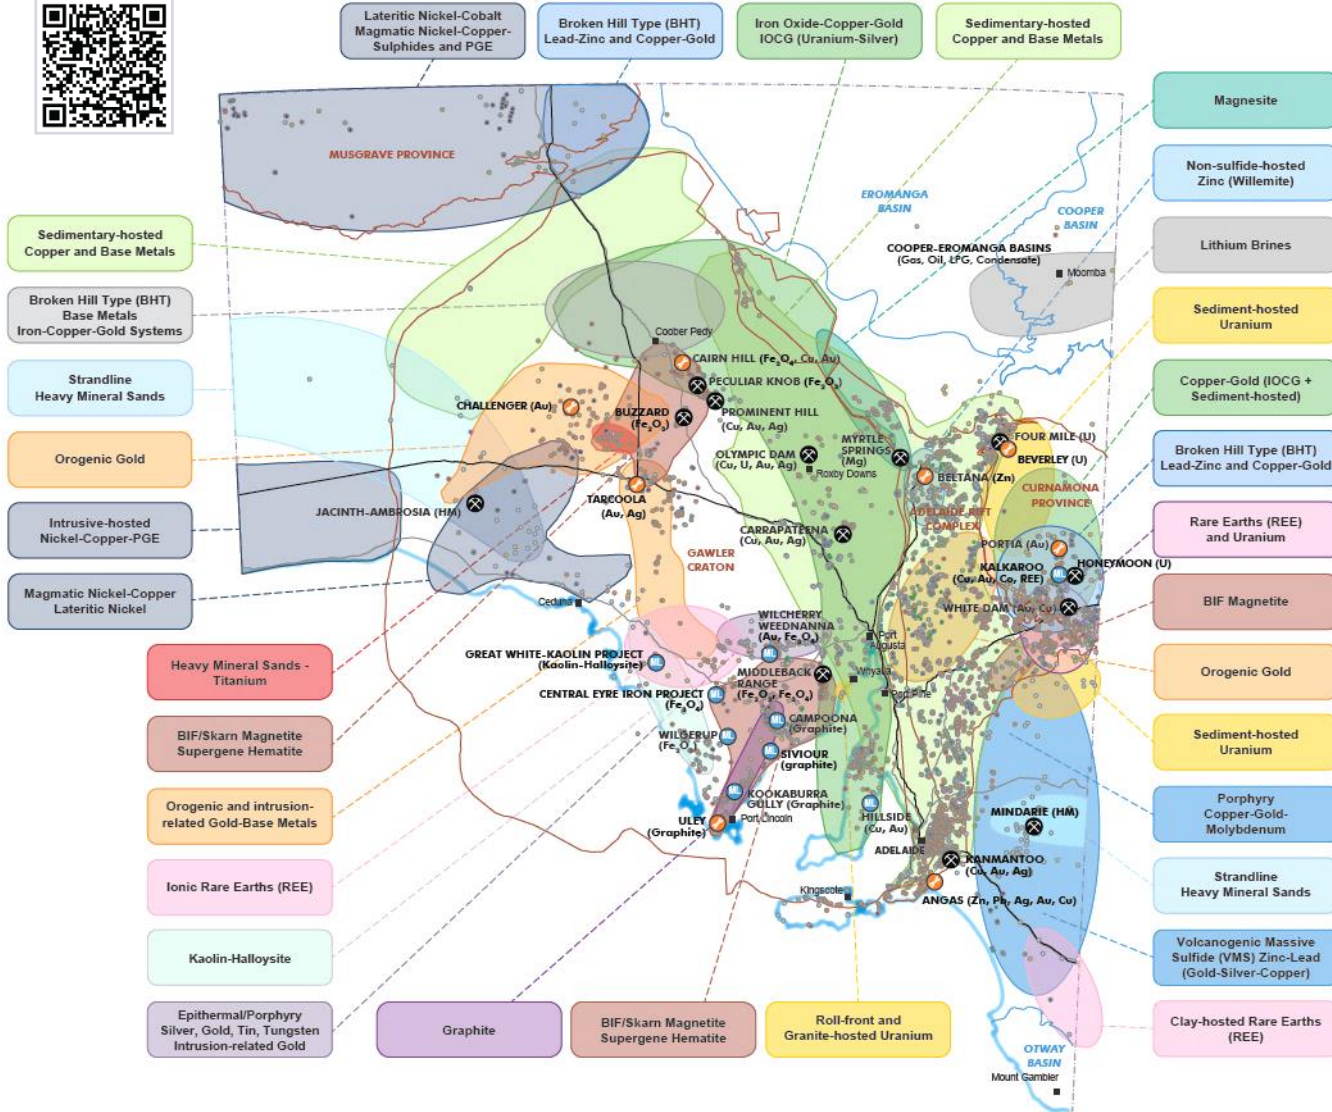 Lateritic Nickel-Cobalt
Magmatic Nickel-Copper-
Sulphides and PGE
Broken Hill Type (BHT)
Lead-Zinc and Copper-Gold
Iron Oxide-Copper-Gold
IOCG (Uranium-Silver)
Sedimentary-hosted
Copper and Base Metals
Magnesite
Non-sulfide-hosted
Zinc (Willemite)
Lithium Brines
Sediment-hosted
Uranium
Copper-Gold (IOCG +
Sediment-hosted)
Broken Hill Type (BHT)
Lead-Zinc and Copper-Gold
Rare Earths (REE)
and Uranium
BIF Magnetite
Orogenic Gold
Sediment-hosted
Uranium
Porphyry
Copper-Gold-
Molybdenum
Strandline
Heavy Mineral Sands
Volcanogenic Massive
Sulfide (VMS) Zinc-Lead
(Gold-Silver-Copper)
Clay-hosted Rare Earths
(REE)
Sedimentary-hosted
Copper and Base Metals
Broken Hill Type (BHT)
Base Metals
Iron-Copper-Gold Systems
Strandline
Heavy Mineral Sands
Orogenic Gold
Intrusive-hosted
Nickel-Copper-PGE
Magmatic Nickel-Copper
Lateritic Nickel
Heavy Mineral Sands -
Titanium
BIF/Skarn Magnetite
Supergene Hematite
Orogenic and intrusion-
related Gold-Base Metals
Ionic Rare Earths (REE)
Kaolin-Halloysite
Epithermal/Porphyry
Silver, Gold, Tin, Tungsten
Intrusion-related Gold
Graphite
BIF/Skarn Magnetite
Supergene Hematite
Roll-front and
Granite-hosted Uranium
MUSGRAVE PROVINCE
EROMANGA
BASIN
COOPER
BASIN
COOPER-EROMANGA BASINS
(Gas, Oil, LPG, Condensate)
Moomba
Coober Pedy
CAIRN HILL (Fe₃O₄, Cu, Au)
PECULIAR KNOB (Fe₂O₃)
CHALLENGER (Au)
BUZZARD
(Fe₂O₃)
PROMINENT HILL
(Cu, Au, Ag)
OLYMPIC DAM
(Cu, U, Au, Ag)
Roxby Downs
MYRTLE
SPRINGS
(Mg)
FOUR MILE (U)
BEVERLEY (U)
BELTANA (Zn)
CURNAMONA
PROVINCE
ADELAIDE RIFT
COMPLEX
JACINTH-AMBROSIA (HM)
TARCOOLA
(Au, Ag)
CARRAPATEENA
(Cu, Au, Ag)
GAWLER
CRATON
PORTIA (Au)
KALKAROO
(Cu, Au, Co, REE)
HONEYMOON (U)
WHITE DAM (Au, Cu)
Ceduna
WILCHERRY
WEEDNANNA
(Au, Fe₃O₄)
Port
Augusta
GREAT WHITE-KAOLIN PROJECT
(Kaolin-Halloysite)
MIDDLEBACK
RANGE
(Fe₂O₃, Fe₃O₄)
Whyalla
Port Pirie
CENTRAL EYRE IRON PROJECT
(Fe₃O₄)
CAMPOONA
(Graphite)
WILGERUP
SIVIOUR
(graphite)
KOOKABURRA
GULLY (Graphite)
ULEY
(Graphite)
Port Lincoln
HILLSIDE
(Cu, Au)
MINDARIE (HM)
ADELAIDE
KANMANTOO
(Cu, Au, Ag)
Kingscote
ANGAS (Zn, Pb, Ag, Au, Cu)
OTWAY
BASIN
Mount Gambier
ML
ML
ML
ML
ML
ML
ML
ML